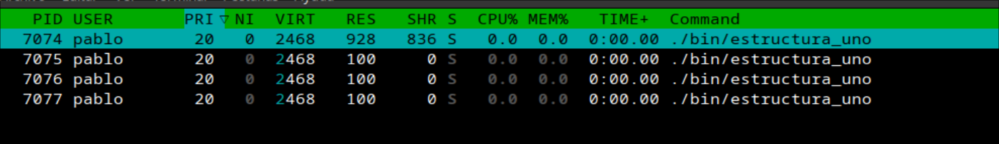 PID USER PRI ▽ NI VIRT RES SHR S CPU% MEM% TIME+ Command
7074 pablo 20 0 2468 928 836 S 0.0 0.0 0:00.00 ./bin/estructura_uno
7075 pablo 20 0 2468 100 0 S 0.0 0.0 0:00.00 ./bin/estructura_uno
7076 pablo 20 0 2468 100 0 S 0.0 0.0 0:00.00 ./bin/estructura_uno
7077 pablo 20 0 2468 100 0 S 0.0 0.0 0:00.00 ./bin/estructura_uno